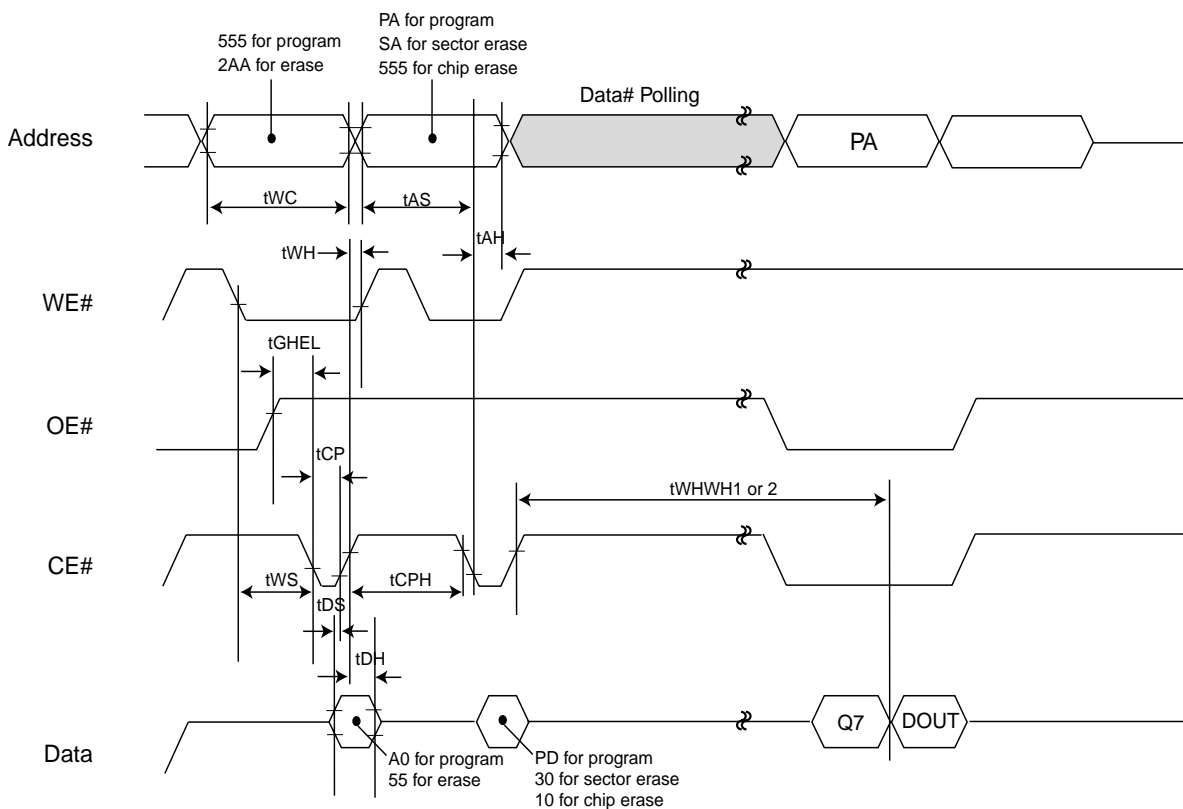 555 for program
2AA for erase
PA for program
SA for sector erase
555 for chip erase
Data# Polling
Address
PA
tWC
tAS
tAH
tWH
WE#
tGHEL
OE#
tCP
tWHWH1 or 2
CE#
tWS
tCPH
tDS
tDH
Q7
DOUT
Data
A0 for program
55 for erase
PD for program
30 for sector erase
10 for chip erase